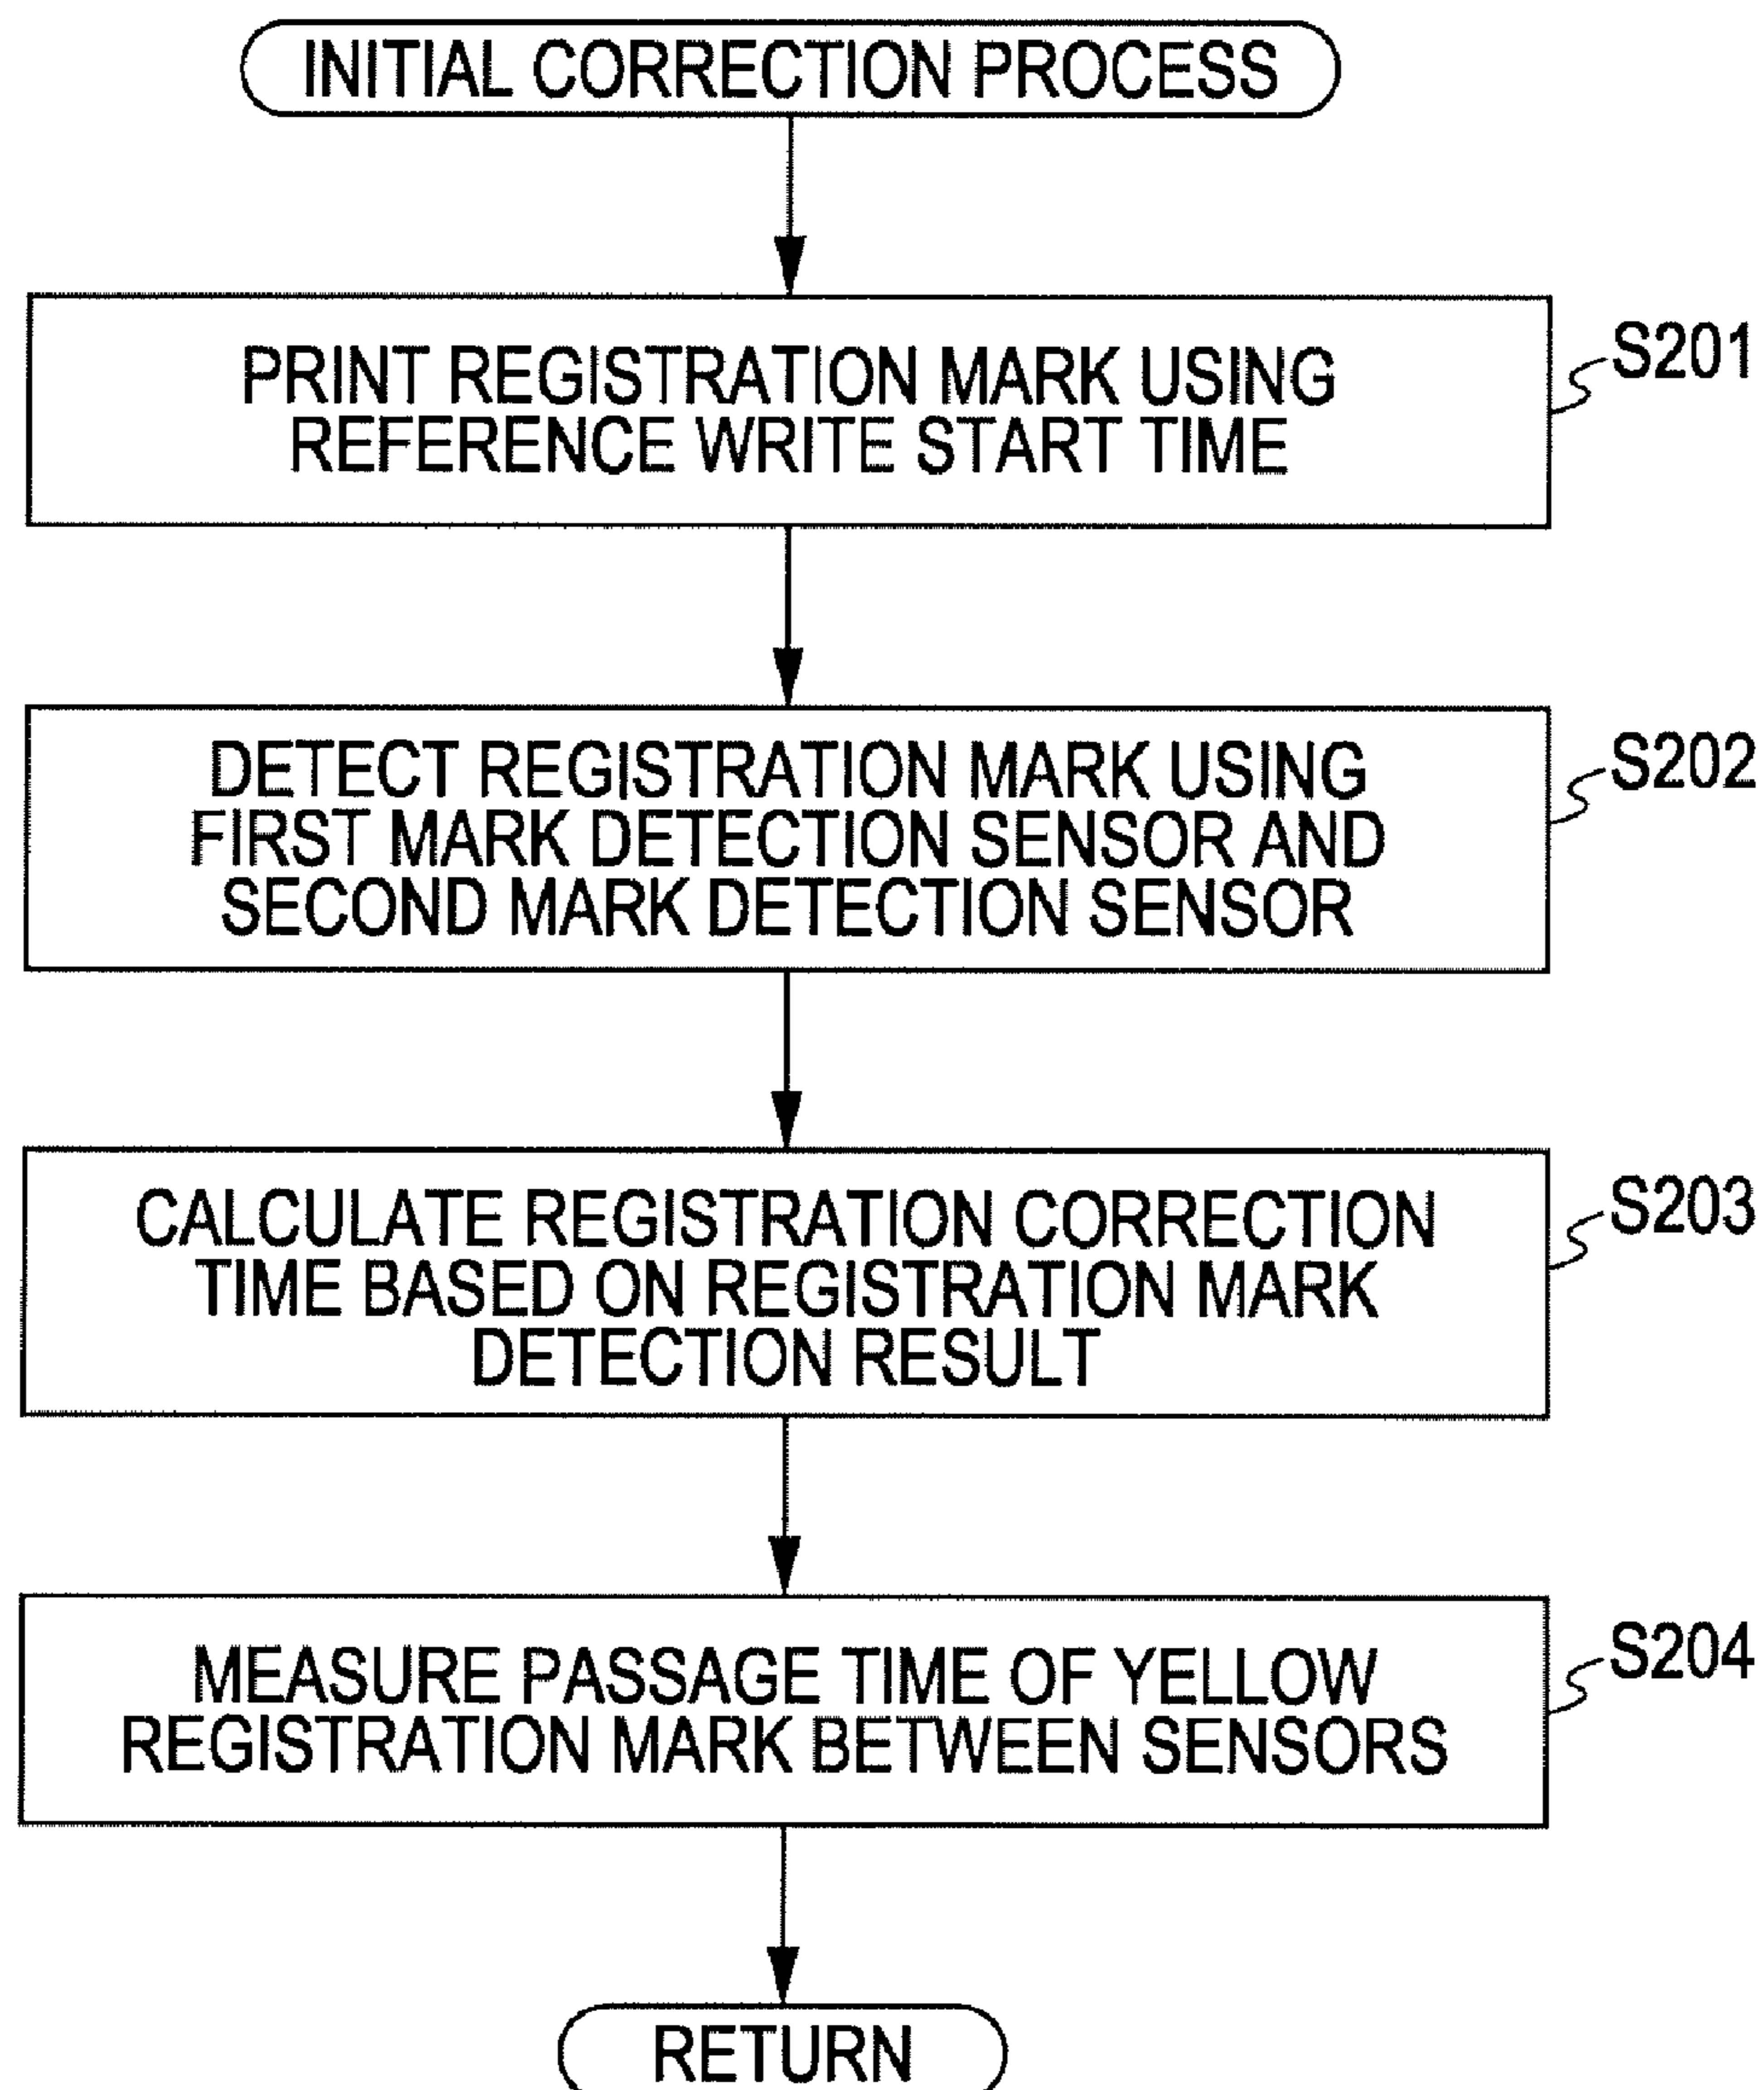 INITIAL CORRECTION PROCESS
PRINT REGISTRATION MARK USING
REFERENCE WRITE START TIME
S201
DETECT REGISTRATION MARK USING
FIRST MARK DETECTION SENSOR AND
SECOND MARK DETECTION SENSOR
S202
CALCULATE REGISTRATION CORRECTION
TIME BASED ON REGISTRATION MARK
DETECTION RESULT
S203
MEASURE PASSAGE TIME OF YELLOW
REGISTRATION MARK BETWEEN SENSORS
S204
RETURN